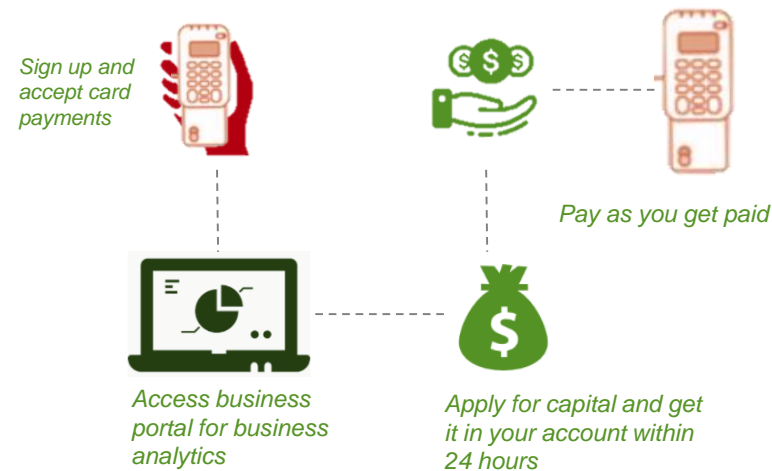 Sign up and
accept card
payments
$ $ $
Pay as you get paid
$
Access business
portal for business
analytics
Apply for capital and get
it in your account within
24 hours